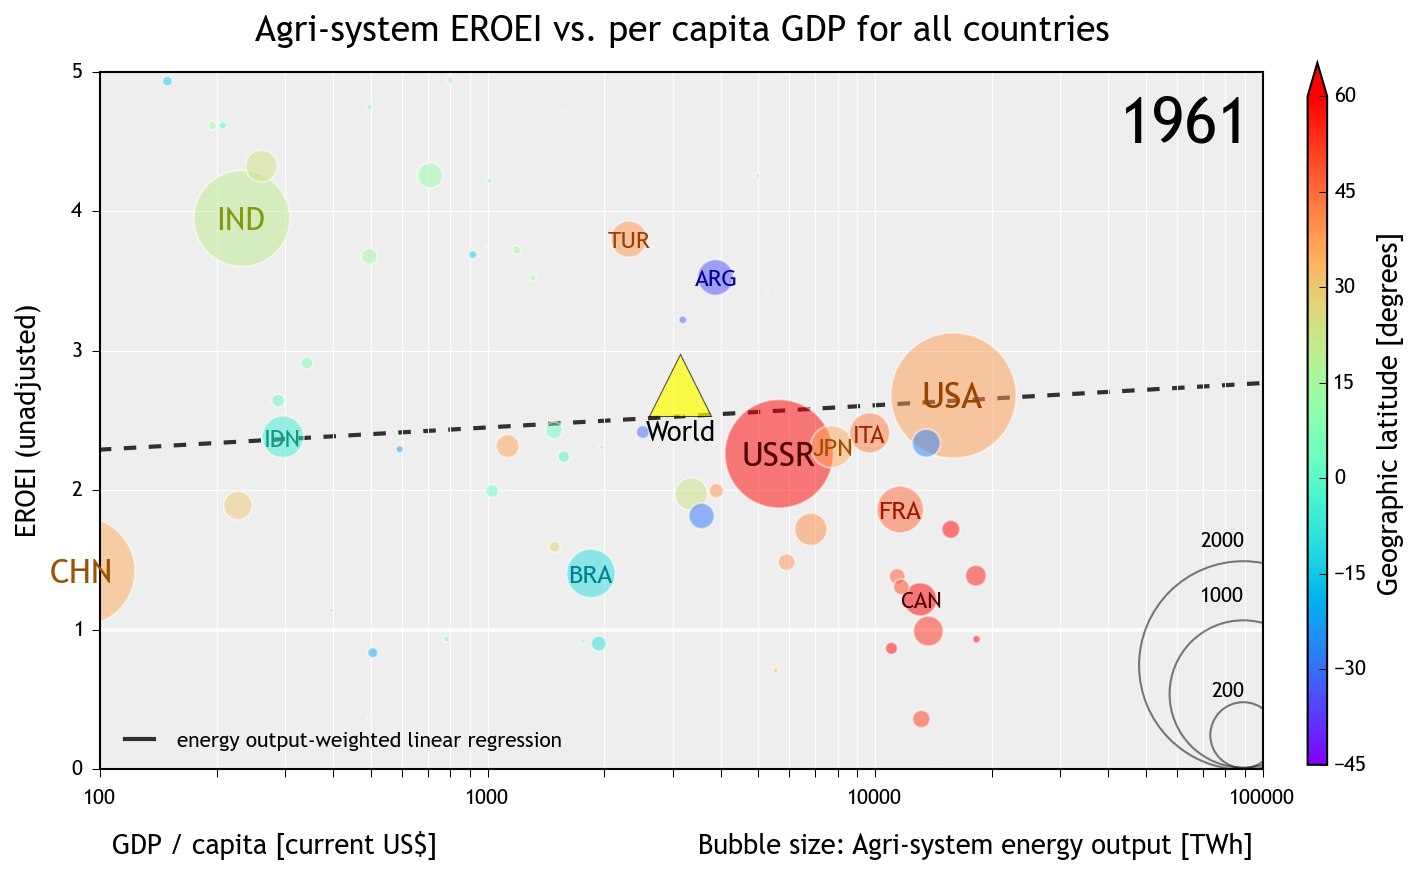 Agri-system EROEI vs. per capita GDP for all countries
1961
EROEI (unadjusted)
5
4
3
2
1
0
IND
TUR
ARG
USA
World
USSR
JPN
ITA
IDN
FRA
CHN
BRA
CAN
2000
1000
200
energy output-weighted linear regression
100
1000
10000
100000
GDP / capita [current US$]
Bubble size: Agri-system energy output [TWh]
60
45
30
15
0
−15
−30
−45
Geographic latitude [degrees]